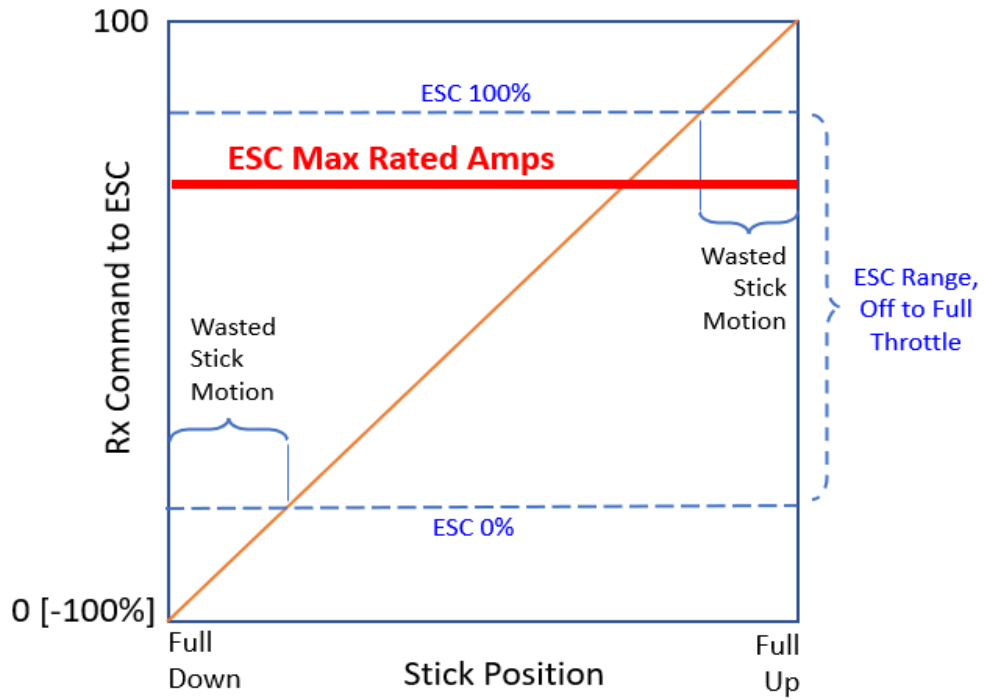 100
ESC 100%
ESC Max Rated Amps
Rx Command to ESC
Wasted
Stick
Motion
Wasted
Stick
Motion
ESC Range,
Off to Full
Throttle
ESC 0%
0 [-100%]
Full
Down
Stick Position
Full
Up